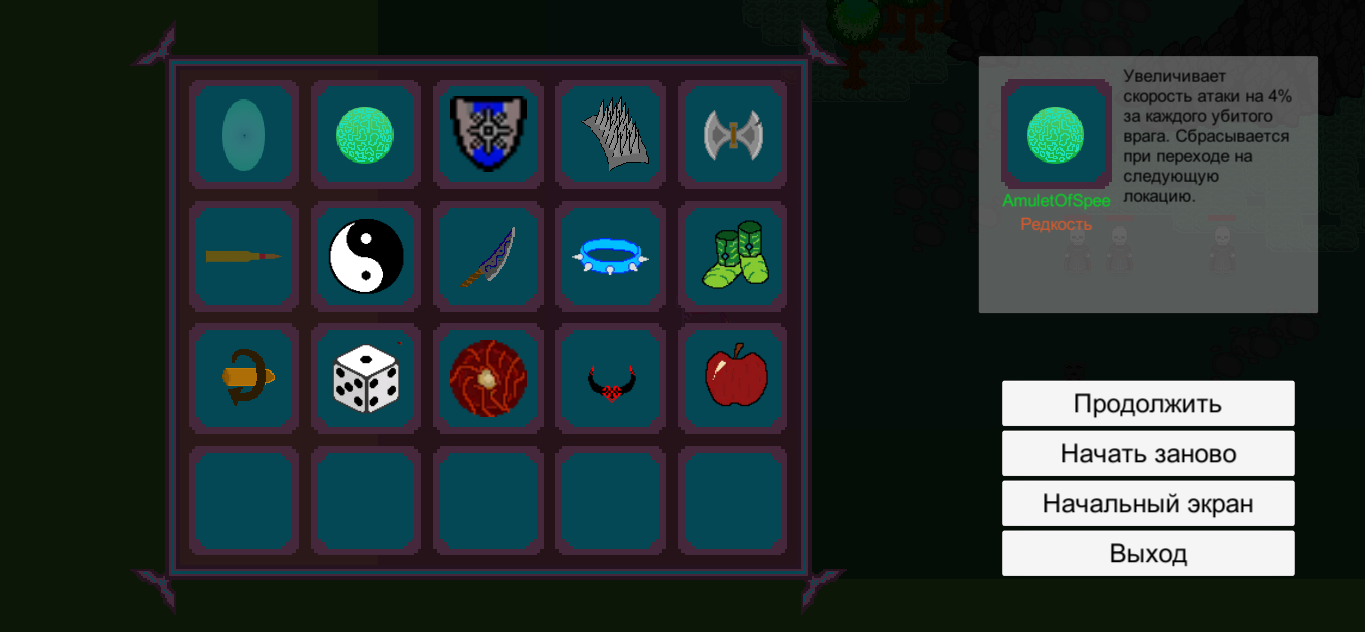 Увеличивает
скорость атаки на 4%
за каждого убитого
врага. Сбрасывается
при переходе на
следующую
локацию.
AmuletOfSpee
Редкость
Продолжить
Начать заново
Начальный экран
Выход